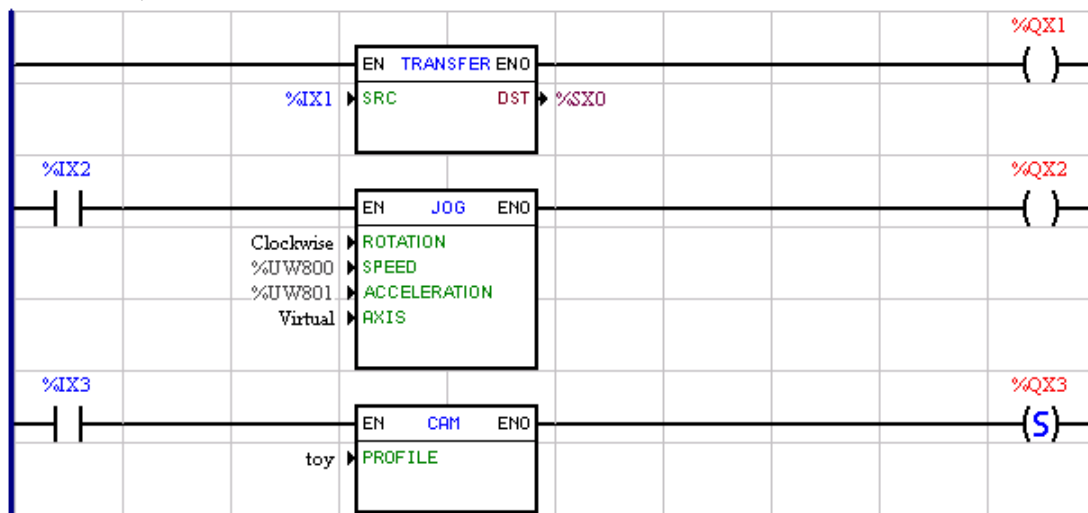 %QX1
EN TRANSFER ENO
%IX1 SRC DST %SX0
%IX2 %QX2
EN JOG ENO
Clockwise ROTATION
%UW800 SPEED
%UW801 ACCELERATION
Virtual AXIS
%IX3 %QX3
EN CAM ENO (S)
toy PROFILE